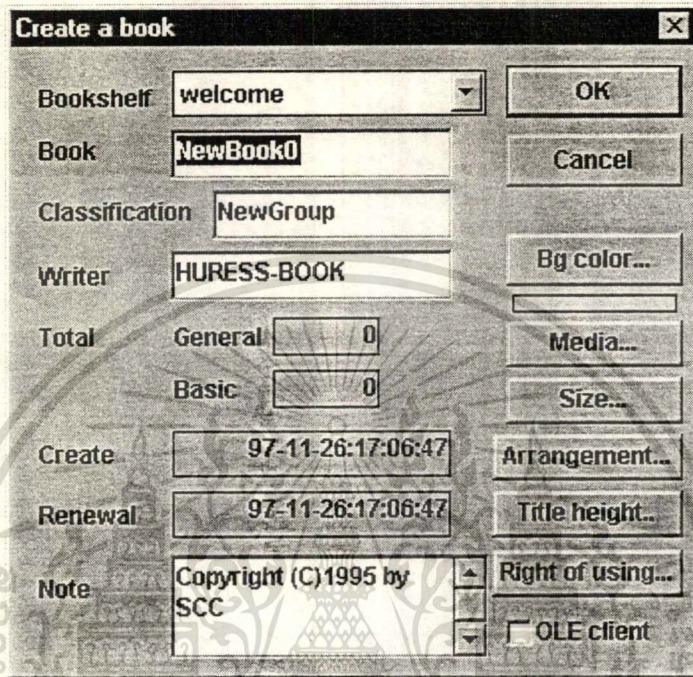 Create a book
Bookshelf welcome OK
Book NewBook0 Cancel
Classification NewGroup
Writer HURESS-BOOK Bg color...
Total General 0 Media...
Basic 0 Size...
Create 97-11-26:17:06:47 Arrangement...
Renewal 97-11-26:17:06:47 Title height..
Note Copyright (C)1995 by Right of using...
SCC
OLE client